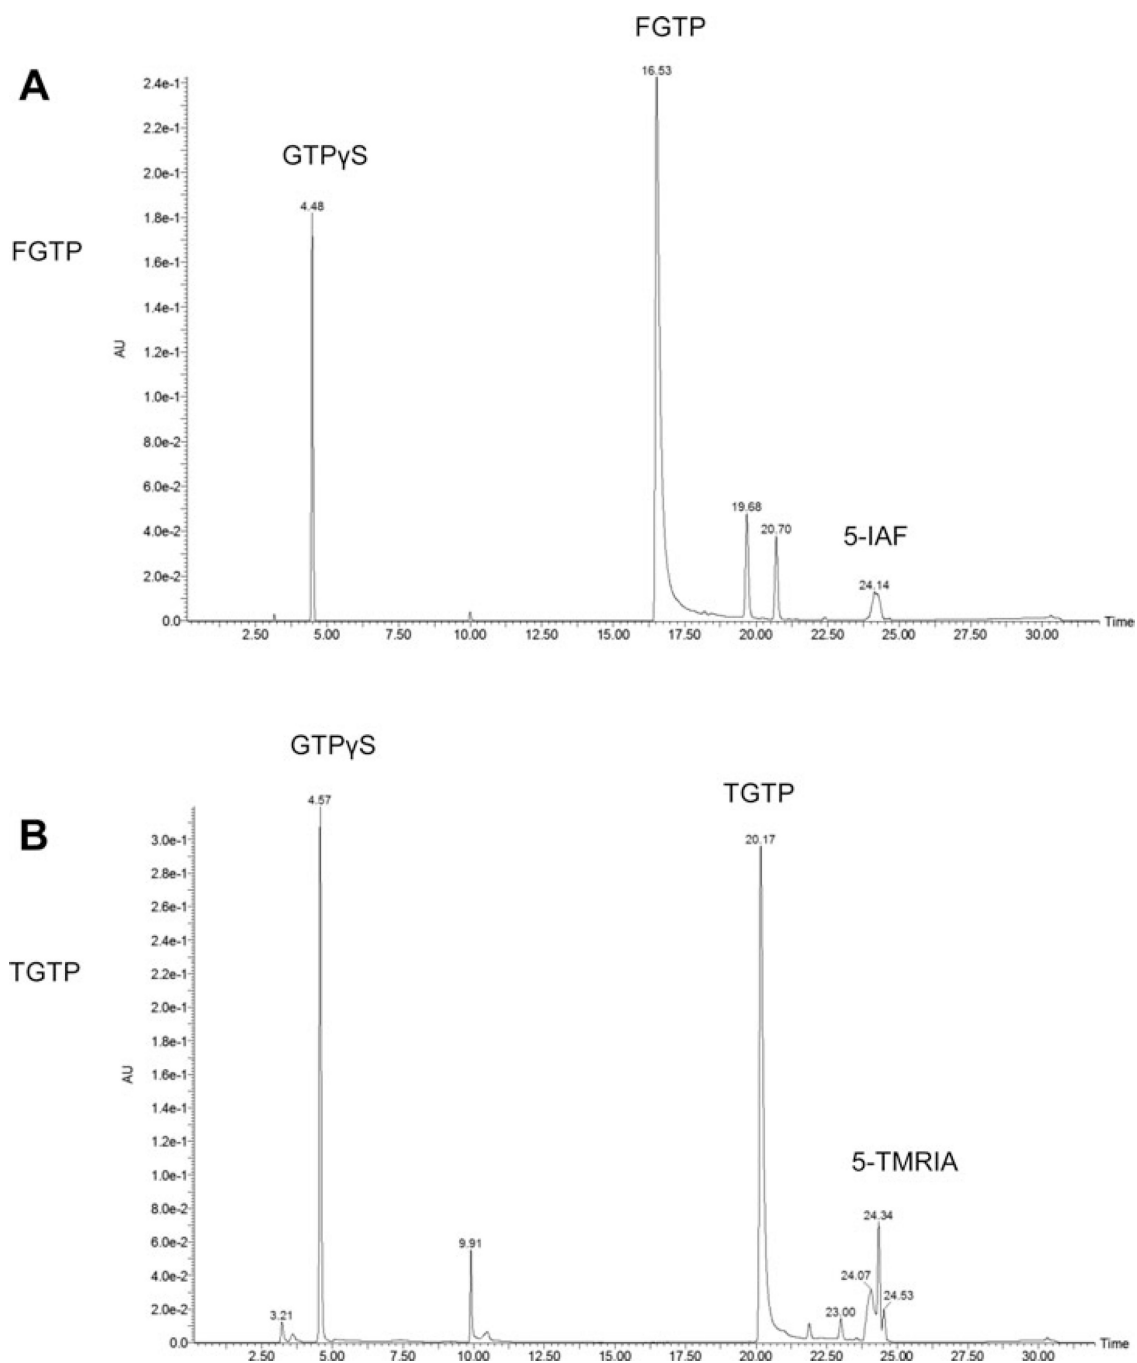 FGTP
A
16.53
2.4e-1
2.2e-1
GTPγS
2.0e-1
4.48
1.8e-1
FGTP
1.6e-1
1.4e-1
AU
1.2e-1
1.0e-1
8.0e-2
6.0e-2
19.68
20.70
5-IAF
4.0e-2
24.14
2.0e-2
0.0
Time
2.50 5.00 7.50 10.00 12.50 15.00 17.50 20.00 22.50 25.00 27.50 30.00
GTPγS
TGTP
4.57
B
20.17
3.0e-1
2.8e-1
2.6e-1
2.4e-1
TGTP
2.2e-1
2.0e-1
1.8e-1
AU
1.6e-1
1.4e-1
1.2e-1
5-TMRIA
1.0e-1
8.0e-2
24.34
9.91
6.0e-2
24.07
4.0e-2
24.53
3.21
23.00
2.0e-2
0.0
Time
2.50 5.00 7.50 10.00 12.50 15.00 17.50 20.00 22.50 25.00 27.50 30.00